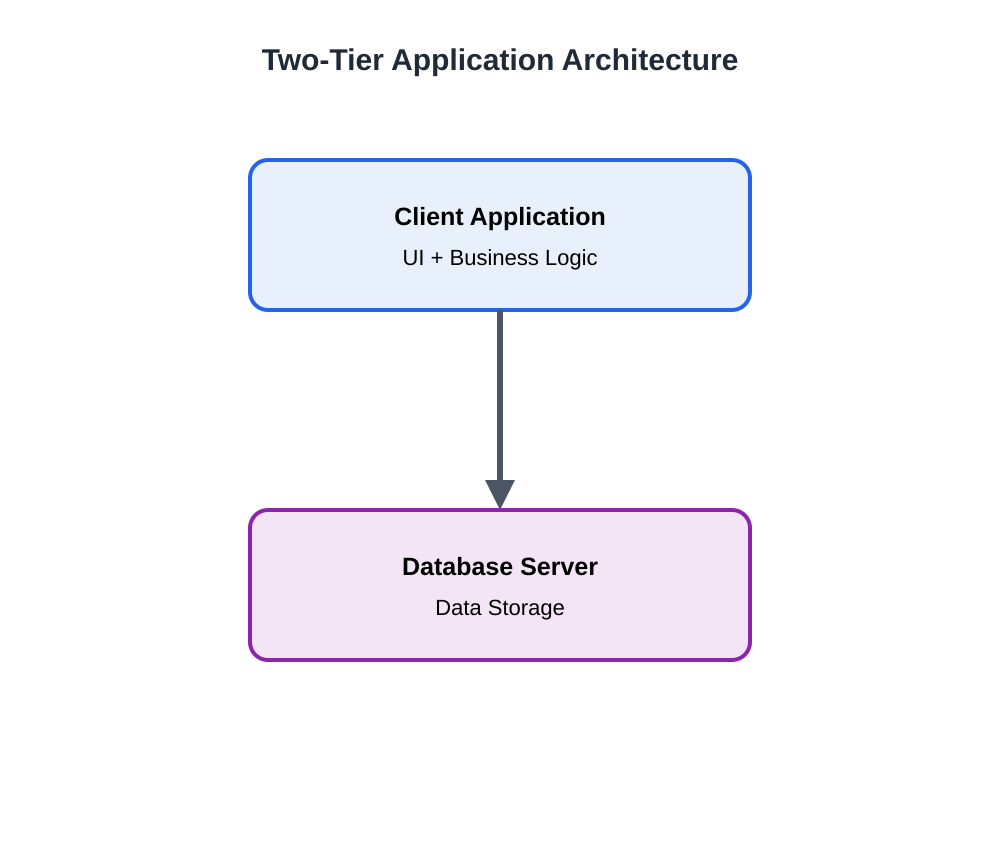 Two-Tier Application Architecture
Client Application
UI + Business Logic
Database Server
Data Storage